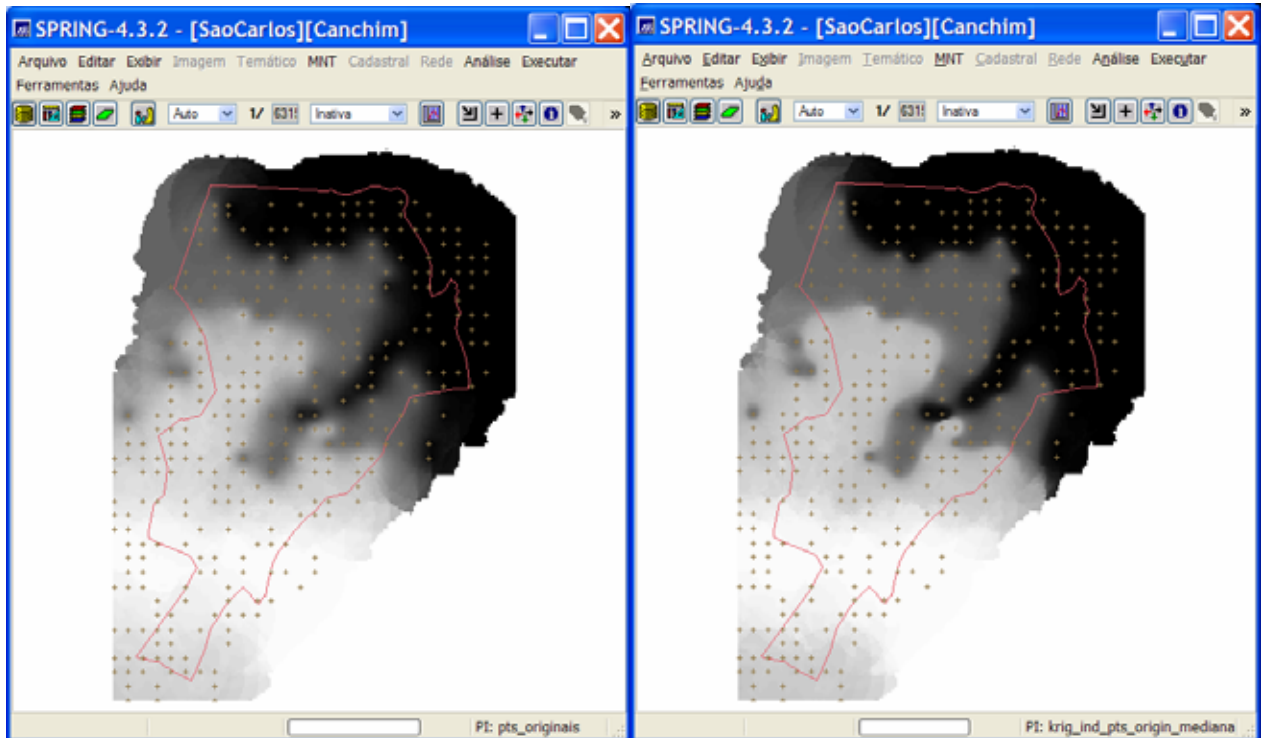 SPRING-4.3.2 - [SaoCarlos][Canchim]
Arquivo Editar Exibir Imagem Temático MNT Cadastral Rede Análise Executar
Ferramentas Ajuda
Auto 1/ Inativa »
PI: pts_originais
SPRING-4.3.2 - [SaoCarlos][Canchim]
Arquivo Editar Exibir Imagem Temático MNT Cadastral Rede Análise Executar
Ferramentas Ajuda
Auto 1/ Inativa »
PI: krig_ind_pts_origin_mediana